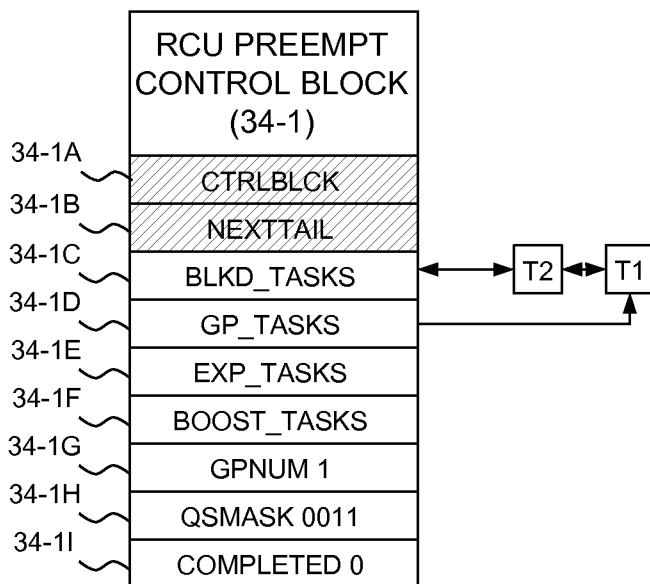 RCU PREEMPT
CONTROL BLOCK
(34-1)
34-1A
CTRLBLCK
34-1B
NEXTTAIL
34-1C
BLKD_TASKS
T2
T1
34-1D
GP_TASKS
34-1E
EXP_TASKS
34-1F
BOOST_TASKS
34-1G
GPNUM 1
34-1H
QSMASK 0011
34-1I
COMPLETED 0